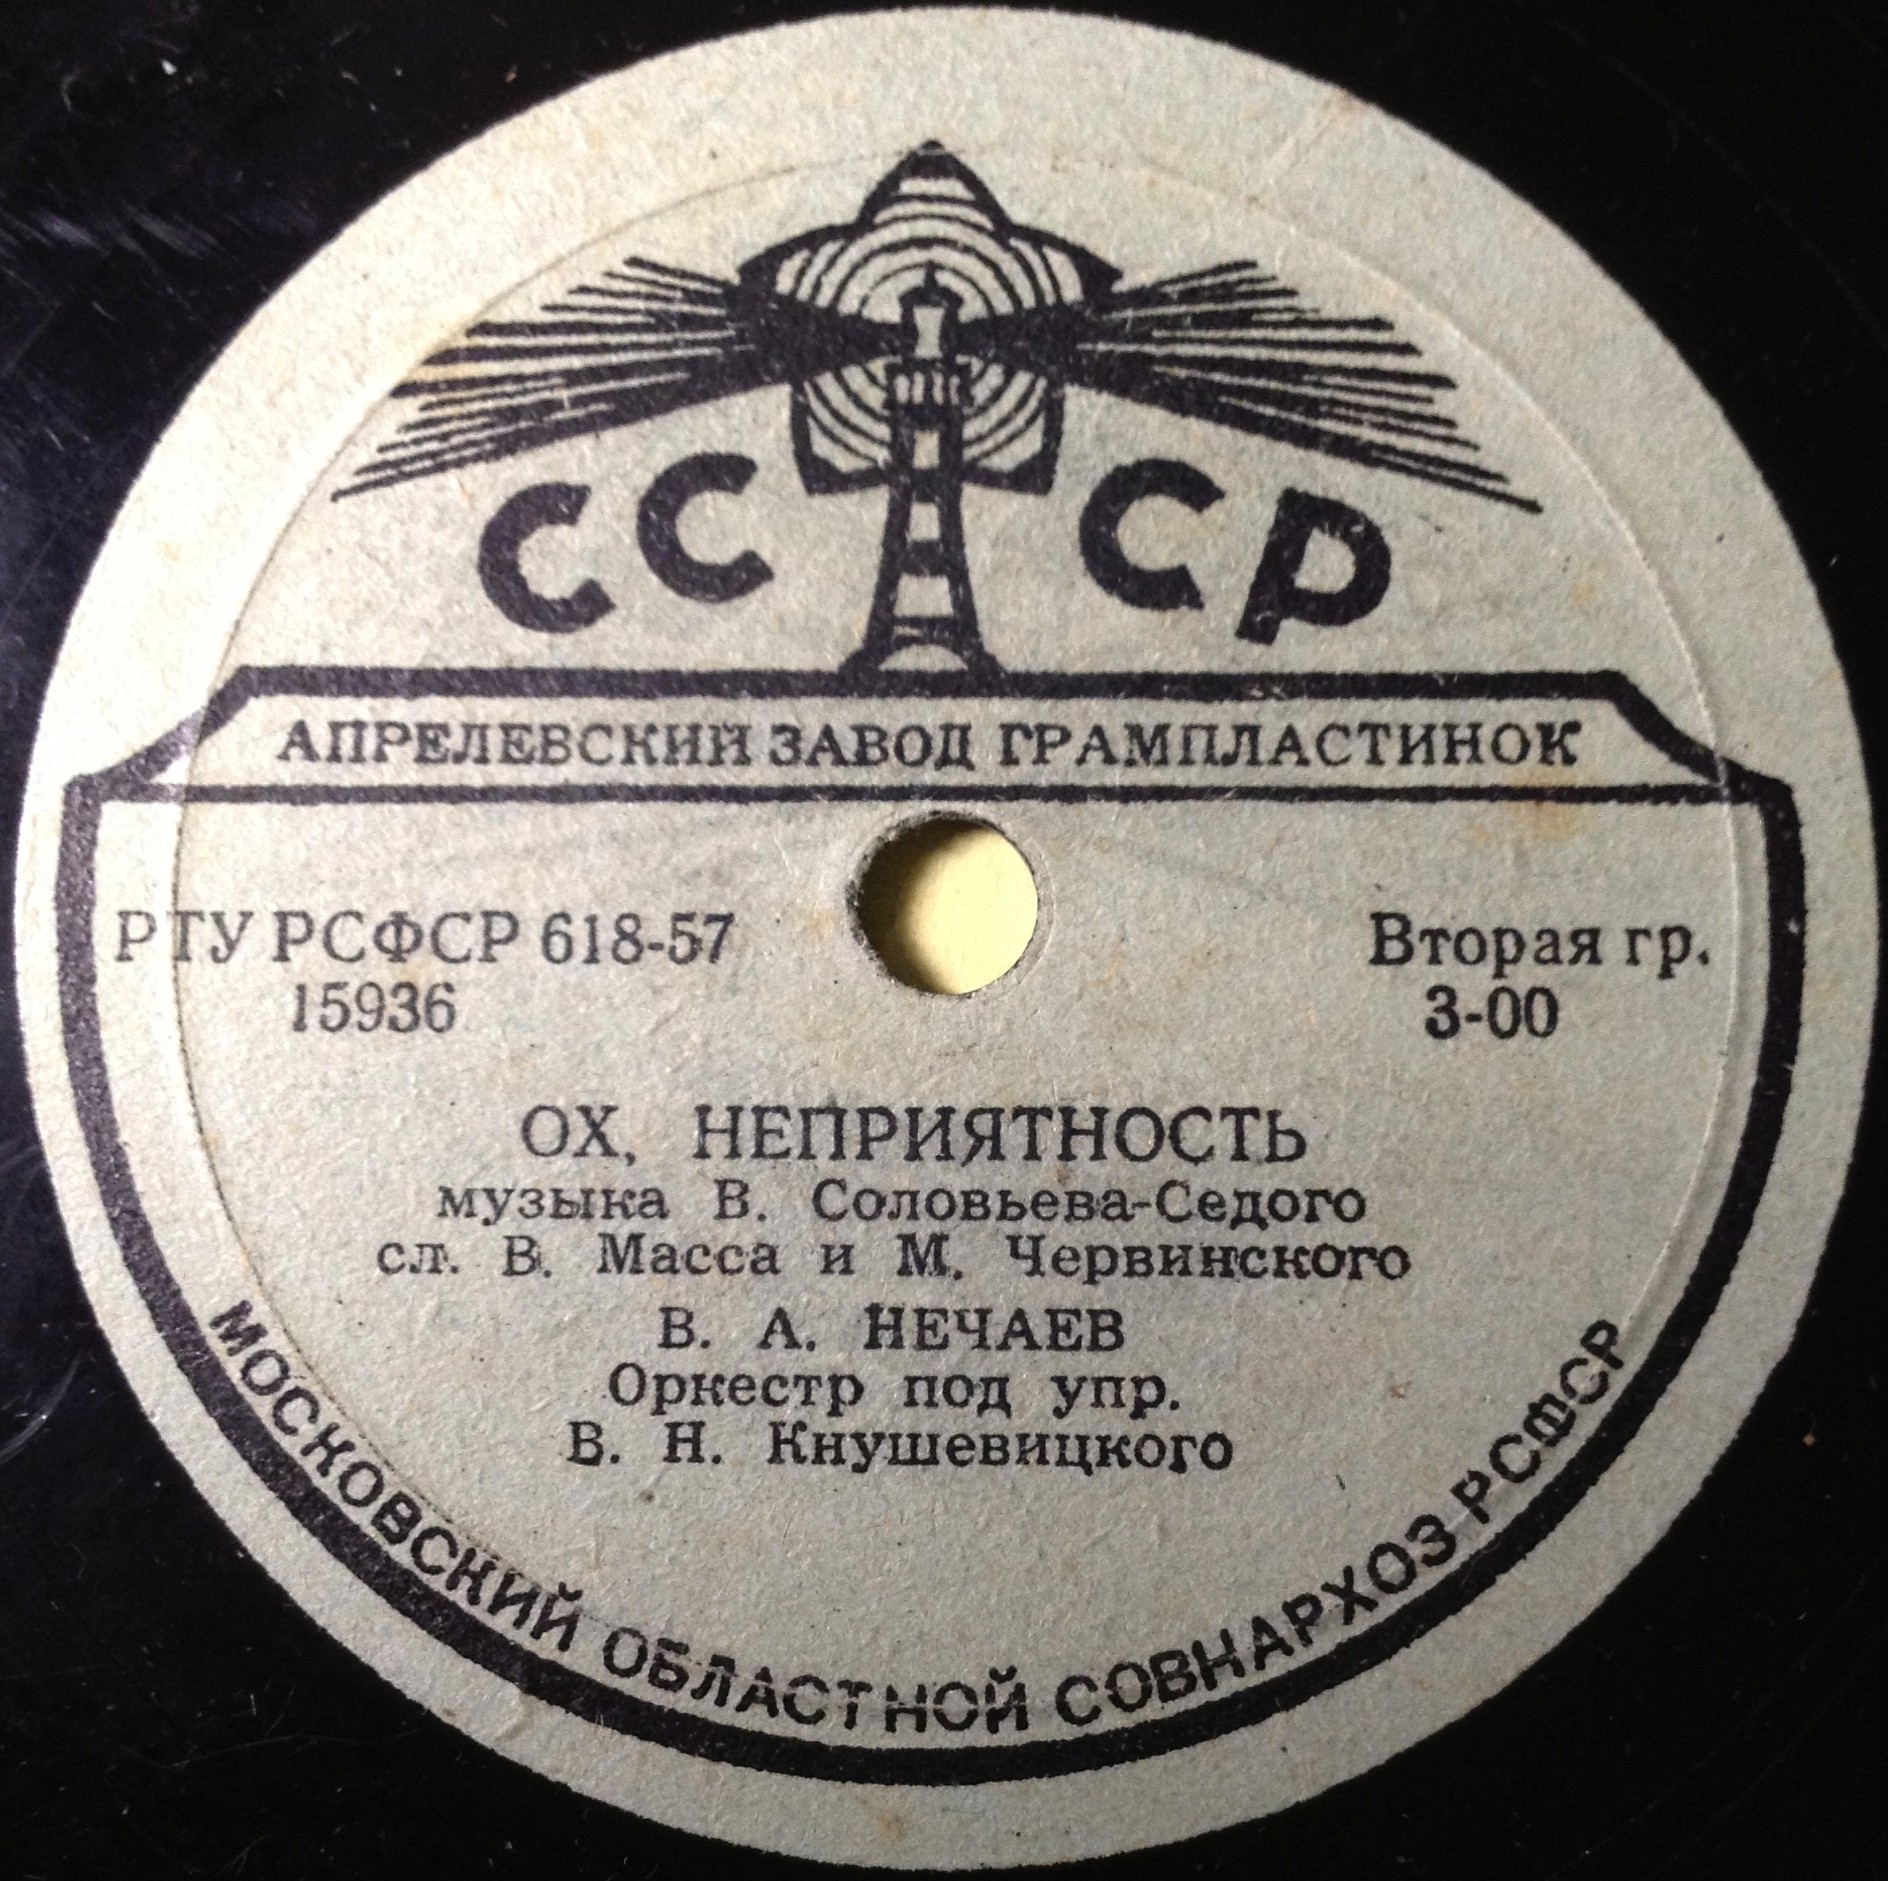 СССР
АПРЕЛЕВСКИЙ ЗАВОД ГРАМПЛАСТИНОК
РТУ РСФСР 618-57
15936
Вторая гр.
3-00
ОХ, НЕПРИЯТНОСТЬ
музыка В. Соловьева-Седого
сл. В. Масса и М. Червинского
В. А. НЕЧАЕВ
Оркестр под упр.
В. Н. Кнушевицкого
МОСКОВСКИЙ ОБЛАСТНОЙ СОВНАРХОЗ РСФСР